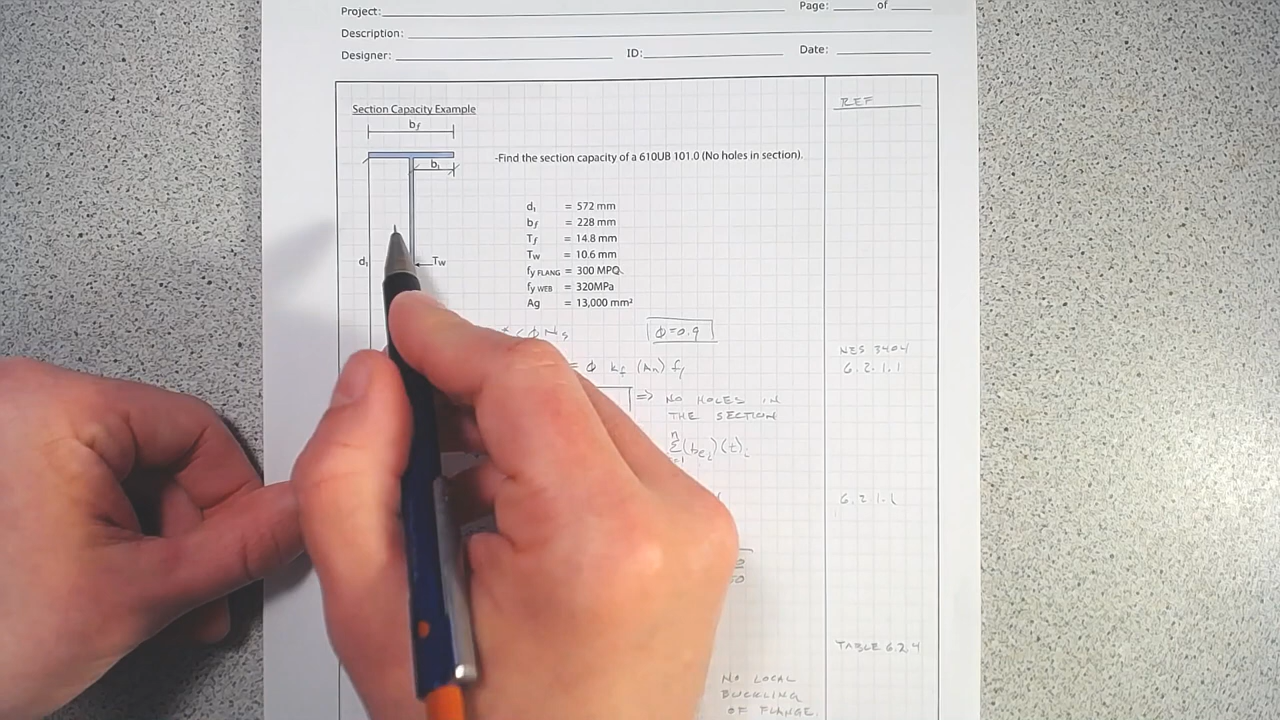 Project:
Page: of
Description:
Designer: ID: Date:
Section Capacity Example
REF
bf
-Find the section capacity of a 610UB 101.0 (No holes in section).
b1
d1 = 572 mm
bf = 228 mm
Tf = 14.8 mm
Tw = 10.6 mm
fy FLANG = 300 MPa
fy WEB = 320MPa
Ag = 13,000 mm²
d1
Tw
* ≤ ϕ Ns
ϕ=0.9
= ϕ kf (An) fy
NZS 3404
6.2.1.1
=> NO HOLES IN
THE SECTION
n
Σ (bei)(t)i
i=1
6.2.1.1
TABLE 6.2.4
NO LOCAL
BUCKLING
OF FLANGE.